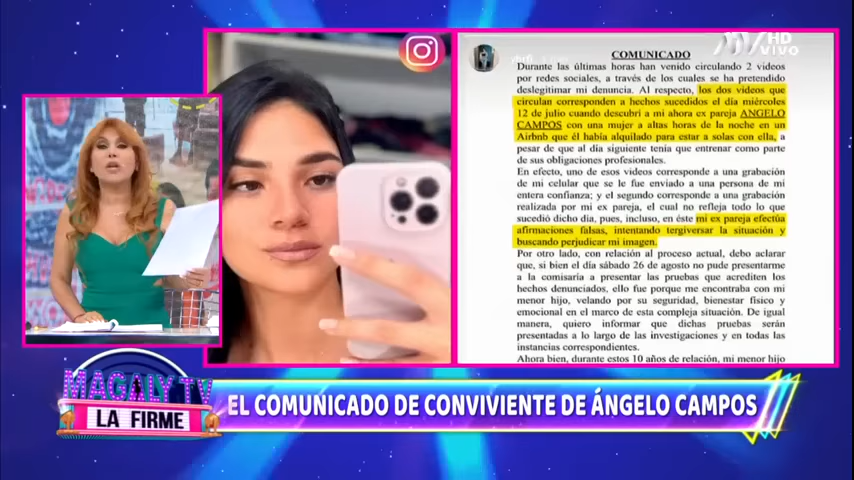 ATV HD
VIVO
COMUNICADO
Durante las últimas horas han venido circulando 2 videos
por redes sociales, a través de los cuales se ha pretendido
deslegitimar mi denuncia. Al respecto, los dos videos que
circulan corresponden a hechos sucedidos el día miércoles
12 de julio cuando descubrí a mi ahora ex pareja ANGELO
CAMPOS con una mujer a altas horas de la noche en un
Airbnb que él había alquilado para estar a solas con ella, a
pesar de que al día siguiente tenia que entrenar como parte
de sus obligaciones profesionales.
En efecto, uno de esos videos corresponde a una grabación
de mi celular que se le fue enviado a una persona de mi
entera confianza; y el segundo corresponde a una grabación
realizada por mi ex pareja, el cual no refleja todo lo que
sucedió dicho día, pues, incluso, en éste mi ex pareja efectúa
afirmaciones falsas, intentando tergiversar la situación y
buscando perjudicar mi imagen.
Por otro lado, con relación al proceso actual, debo aclarar
que, si bien el día sábado 26 de agosto no pude presentarme
a la comisaría a presentar las pruebas que acrediten los
hechos denunciados, ello fue porque me encontraba con mi
menor hijo, velando por su seguridad, bienestar físico y
emocional en el marco de esta compleja situación. De igual
manera, quiero informar que dichas pruebas serán
presentadas a lo largo de las investigaciones y en todas las
instancias correspondientes.
Ahora bien, durante estos 10 años de relación, mi menor hijo
MAGALY TV
LA FIRME
EL COMUNICADO DE CONVIVIENTE DE ÁNGELO CAMPOS